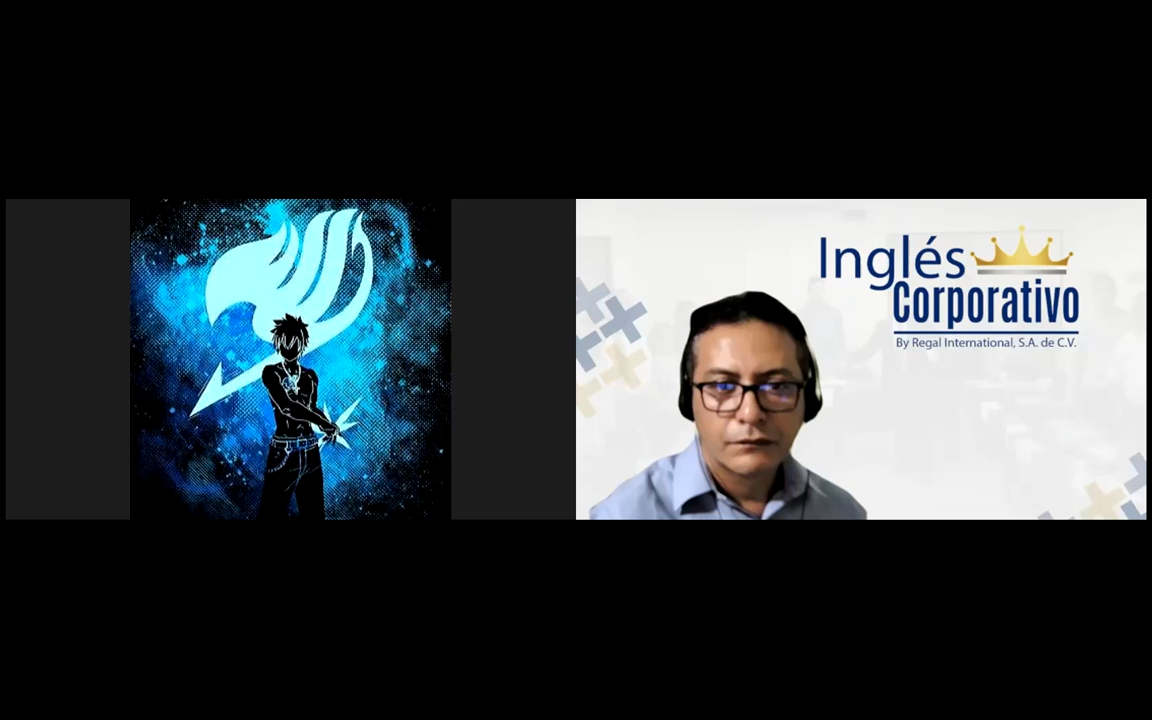 Inglés
Corporativo
By Regal International, S.A. de C.V.